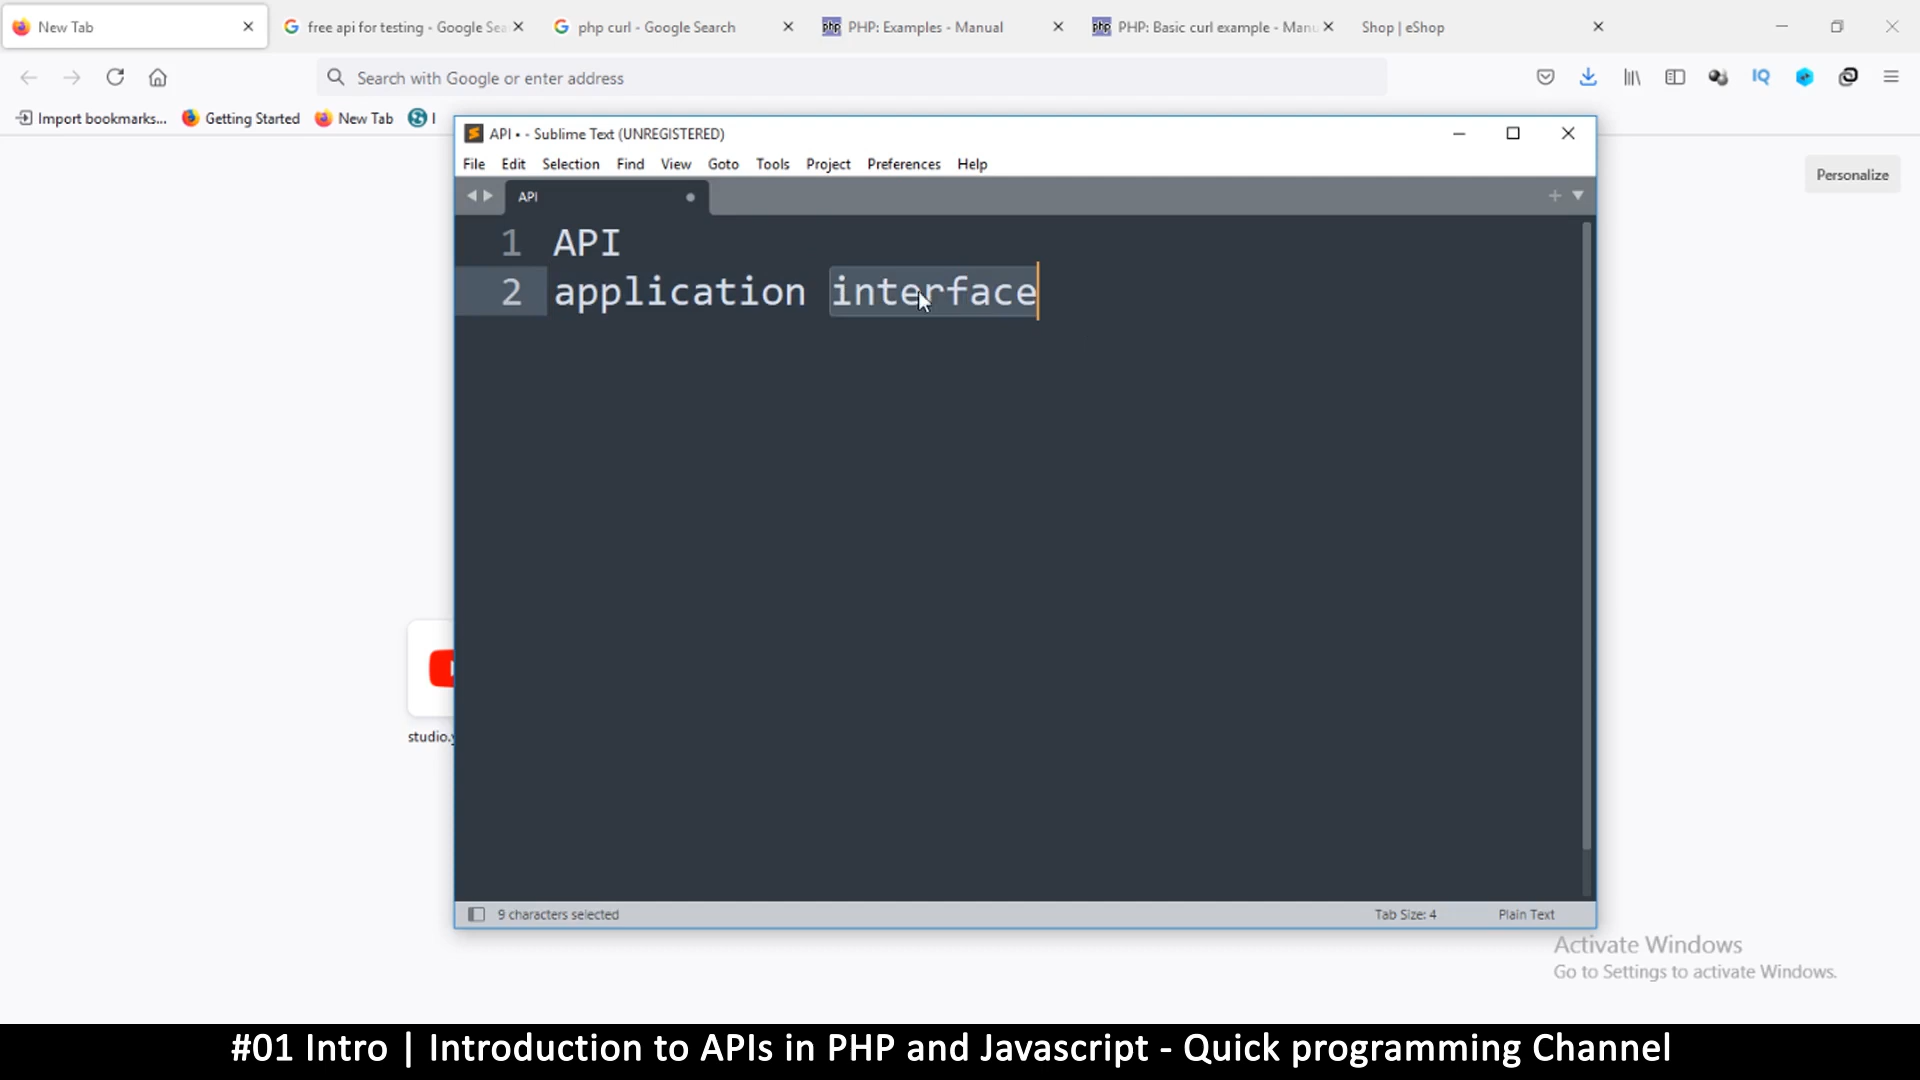 New Tab
free api for testing - Google Sea
php curl - Google Search
PHP: Examples - Manual
PHP: Basic curl example - Manu
Shop | eShop
Search with Google or enter address
IQ
Import bookmarks...
Getting Started
New Tab
I
API • - Sublime Text (UNREGISTERED)
File Edit Selection Find View Goto Tools Project Preferences Help
API
Personalize
1 API
2 application interface
studio.y
9 characters selected
Tab Size: 4
Plain Text
Activate Windows
Go to Settings to activate Windows.
#01 Intro | Introduction to APIs in PHP and Javascript - Quick programming Channel